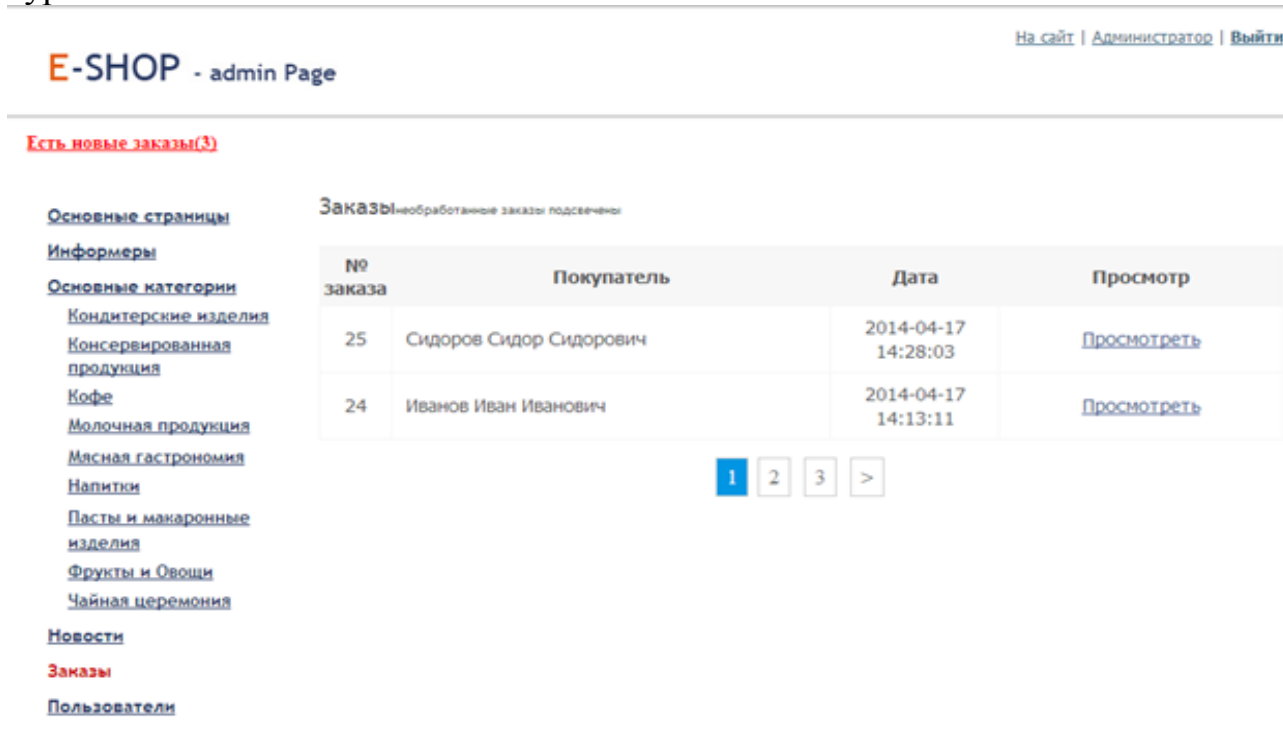 На сайт | Администратор | Выйти
E-SHOP - admin Page
Есть новые заказы(3)
Основные страницы
Информеры
Основные категории
Кондитерские изделия
Консервированная
продукция
Кофе
Молочная продукция
Мясная гастрономия
Напитки
Пасты и макаронные
изделия
Фрукты и Овощи
Чайная церемония
Новости
Заказы
Пользователи
Заказы необработанные заказы подсвечены
№ заказа Покупатель Дата Просмотр
25 Сидоров Сидор Сидорович 2014-04-17 14:28:03 Просмотреть
24 Иванов Иван Иванович 2014-04-17 14:13:11 Просмотреть
1 2 3 >